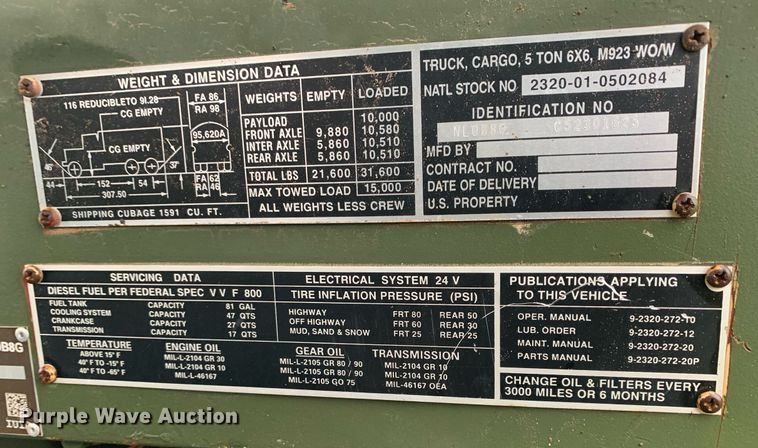 WEIGHT & DIMENSION DATA
116 REDUCIBLE TO 91.28
CG EMPTY
CG EMPTY
FA 86
RA 98
95,620A
46°
37°
44 152 54
307.50
FA 62
RA 46
SHIPPING CUBAGE 1591 CU. FT.
WEIGHTS EMPTY LOADED
PAYLOAD 10,000
FRONT AXLE 9,880 10,580
INTER AXLE 5,860 10,510
REAR AXLE 5,860 10,510
TOTAL LBS 21,600 31,600
MAX TOWED LOAD 15,000
ALL WEIGHTS LESS CREW
TRUCK, CARGO, 5 TON 6X6, M923 WO/W
NATL STOCK NO 2320-01-0502084
IDENTIFICATION NO
MFD BY
CONTRACT NO.
DATE OF DELIVERY
U.S. PROPERTY
SERVICING DATA
DIESEL FUEL PER FEDERAL SPEC V V F 800
FUEL TANK CAPACITY 81 GAL
COOLING SYSTEM CAPACITY 47 QTS
CRANKCASE CAPACITY 27 QTS
TRANSMISSION CAPACITY 17 QTS
ELECTRICAL SYSTEM 24 V
TIRE INFLATION PRESSURE (PSI)
HIGHWAY FRT 80 REAR 50
OFF HIGHWAY FRT 60 REAR 30
MUD, SAND & SNOW FRT 25 REAR 25
TEMPERATURE ENGINE OIL GEAR OIL TRANSMISSION
ABOVE 15° F MIL-L-2104 GR 30 MIL-L-2105 GR 80 / 90 MIL-2104 GR 10
40° F TO -15° F MIL-L-2104 GR 10 MIL-L-2105 GR 80 / 90 MIL-2104 GR 10
40° F TO -65° F MIL-L-46167 MIL-L-2105 GO 75 MIL-46167 OEA
PUBLICATIONS APPLYING
TO THIS VEHICLE
OPER. MANUAL 9-2320-272-10
LUB. ORDER 9-2320-272-12
MAINT. MANUAL 9-2320-272-20
PARTS MANUAL 9-2320-272-20P
CHANGE OIL & FILTERS EVERY
3000 MILES OR 6 MONTHS
Purple Wave Auction